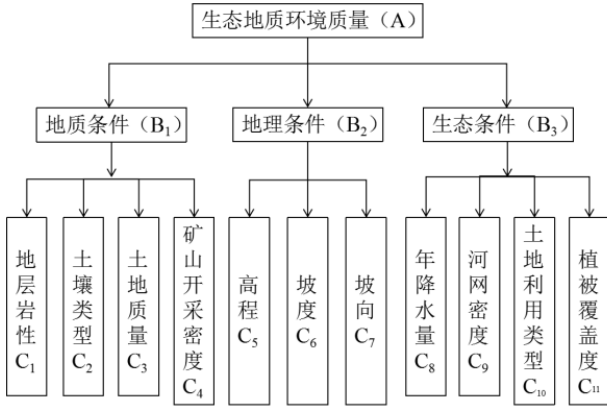 生态地质环境质量（A）
地质条件（B₁）
地理条件（B₂）
生态条件（B₃）
地层岩性C₁
土壤类型C₂
土地质量C₃
矿山开采密度C₄
高程C₅
坡度C₆
坡向C₇
年降水量C₈
河网密度C₉
土地利用类型C₁₀
植被覆盖度C₁₁